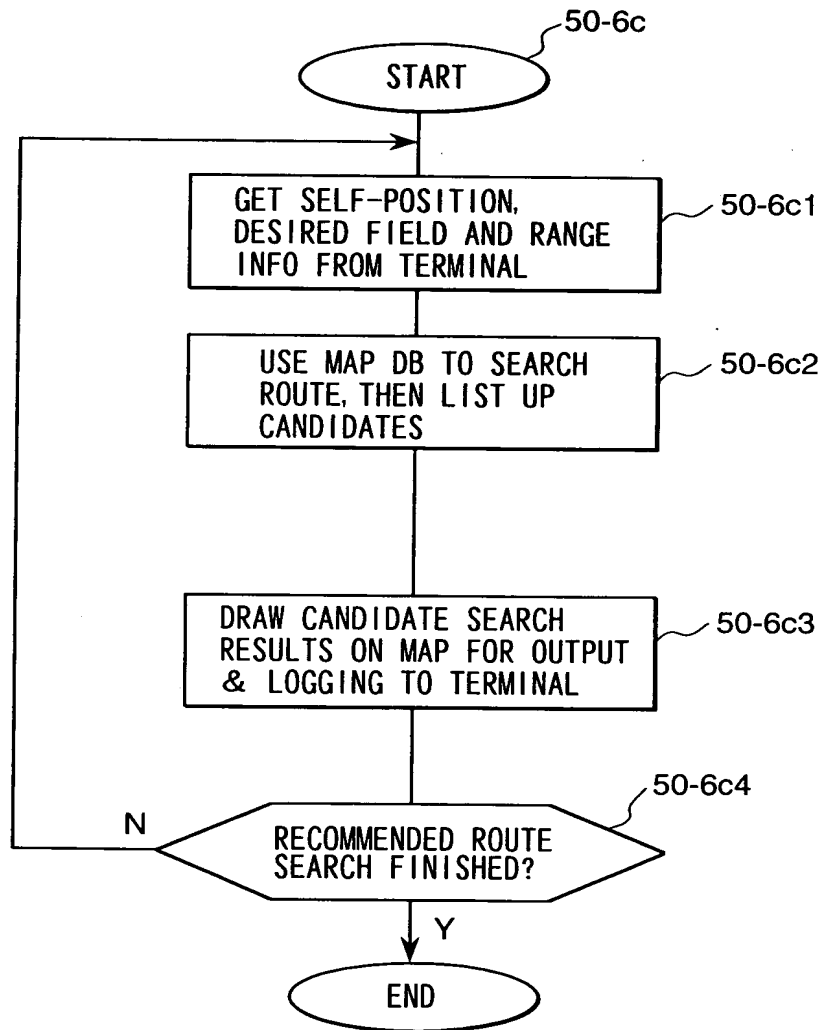 50-6c
START
GET SELF-POSITION,
DESIRED FIELD AND RANGE
INFO FROM TERMINAL
50-6c1
USE MAP DB TO SEARCH
ROUTE, THEN LIST UP
CANDIDATES
50-6c2
DRAW CANDIDATE SEARCH
RESULTS ON MAP FOR OUTPUT
& LOGGING TO TERMINAL
50-6c3
50-6c4
N
RECOMMENDED ROUTE
SEARCH FINISHED?
Y
END